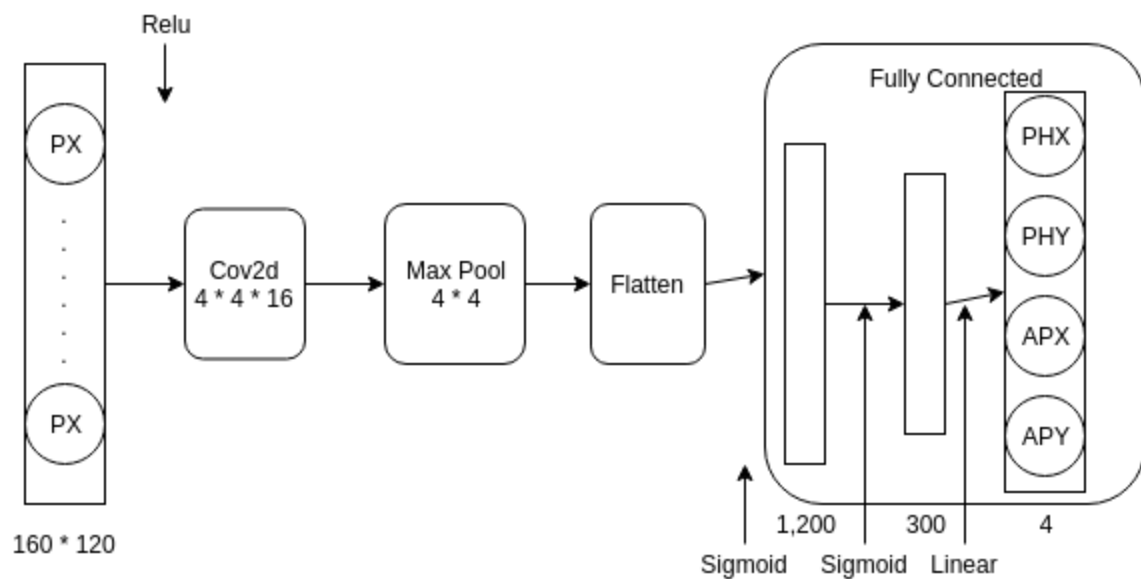 Relu
PX
PX
160 * 120
Cov2d
4 * 4 * 16
Max Pool
4 * 4
Flatten
Fully Connected
PHX
PHY
APX
APY
1,200
300
4
Sigmoid
Sigmoid
Linear